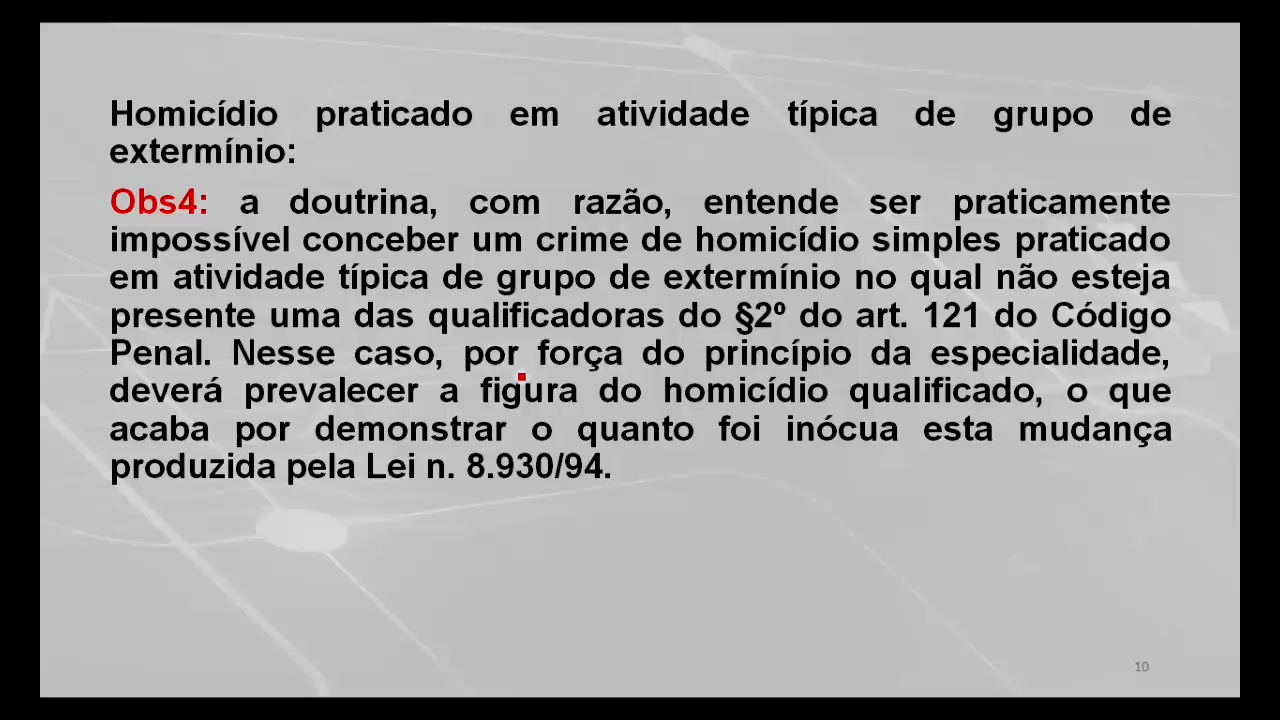 Homicídio praticado em atividade típica de grupo de
extermínio:
Obs4: a doutrina, com razão, entende ser praticamente
impossível conceber um crime de homicídio simples praticado
em atividade típica de grupo de extermínio no qual não esteja
presente uma das qualificadoras do §2º do art. 121 do Código
Penal. Nesse caso, por força do princípio da especialidade,
deverá prevalecer a figura do homicídio qualificado, o que
acaba por demonstrar o quanto foi inócua esta mudança
produzida pela Lei n. 8.930/94.
10